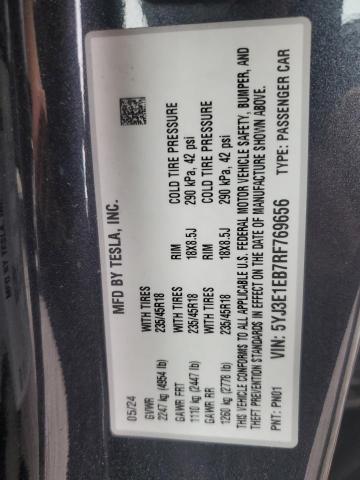 MFD BY TESLA, INC.
05/24
GVWR WITH TIRES RIM COLD TIRE PRESSURE
2247 kg (4954 lb) 235/45R18 18X8.5J 290 kPa, 42 psi
GAWR FRT WITH TIRES RIM COLD TIRE PRESSURE
1110 kg (2447 lb) 235/45R18 18X8.5J 290 kPa, 42 psi
GAWR RR
1260 kg (2778 lb)
THIS VEHICLE CONFORMS TO ALL APPLICABLE U.S. FEDERAL MOTOR VEHICLE SAFETY, BUMPER, AND
THEFT PREVENTION STANDARDS IN EFFECT ON THE DATE OF MANUFACTURE SHOWN ABOVE.
VIN: 5YJ3E1EB7RF769656
PNT: PN01 TYPE: PASSENGER CAR